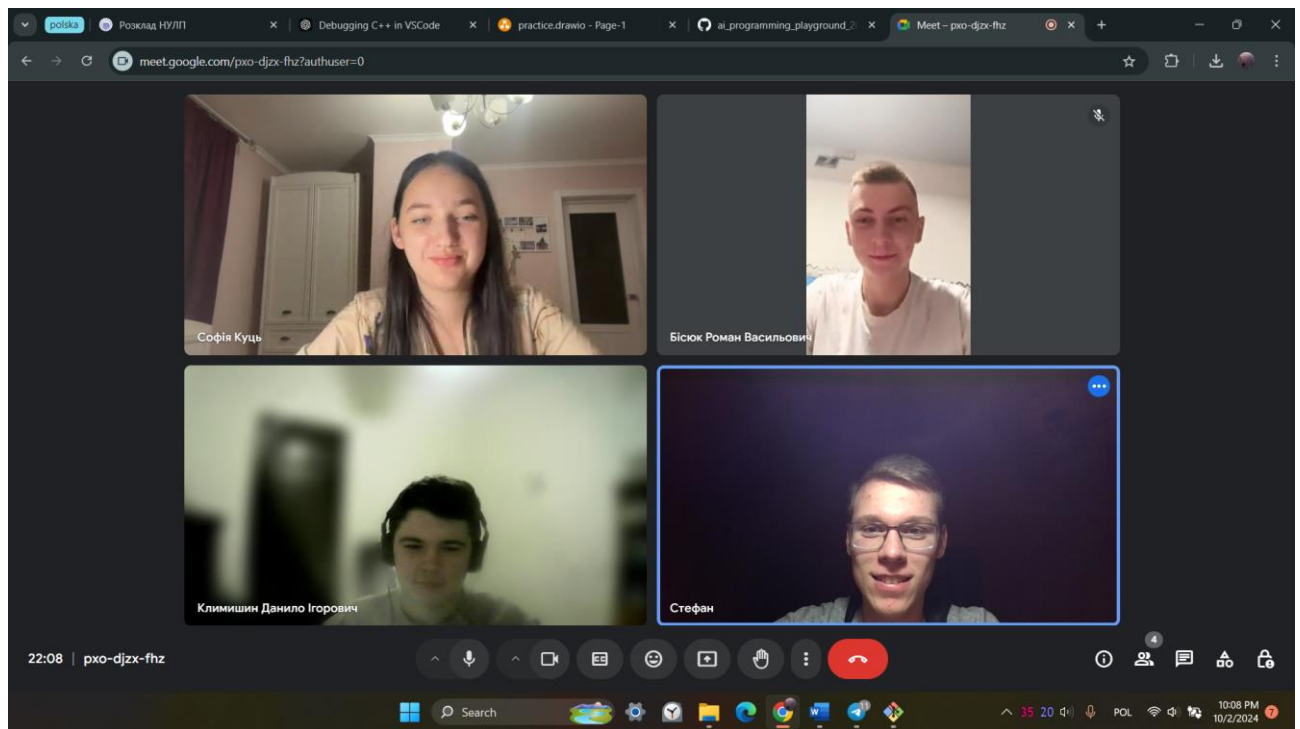 polska
Розклад НУЛП
Debugging C++ in VSCode
practice.drawio - Page-1
ai_programming_playground_2
Meet – pxo-djzx-fhz
meet.google.com/pxo-djzx-fhz?authuser=0
Софія Куць
Бісюк Роман Васильович
Климишин Данило Ігорович
Стефан
22:08 | pxo-djzx-fhz
4
Search
35 20
POL
10:08 PM
10/2/2024
7